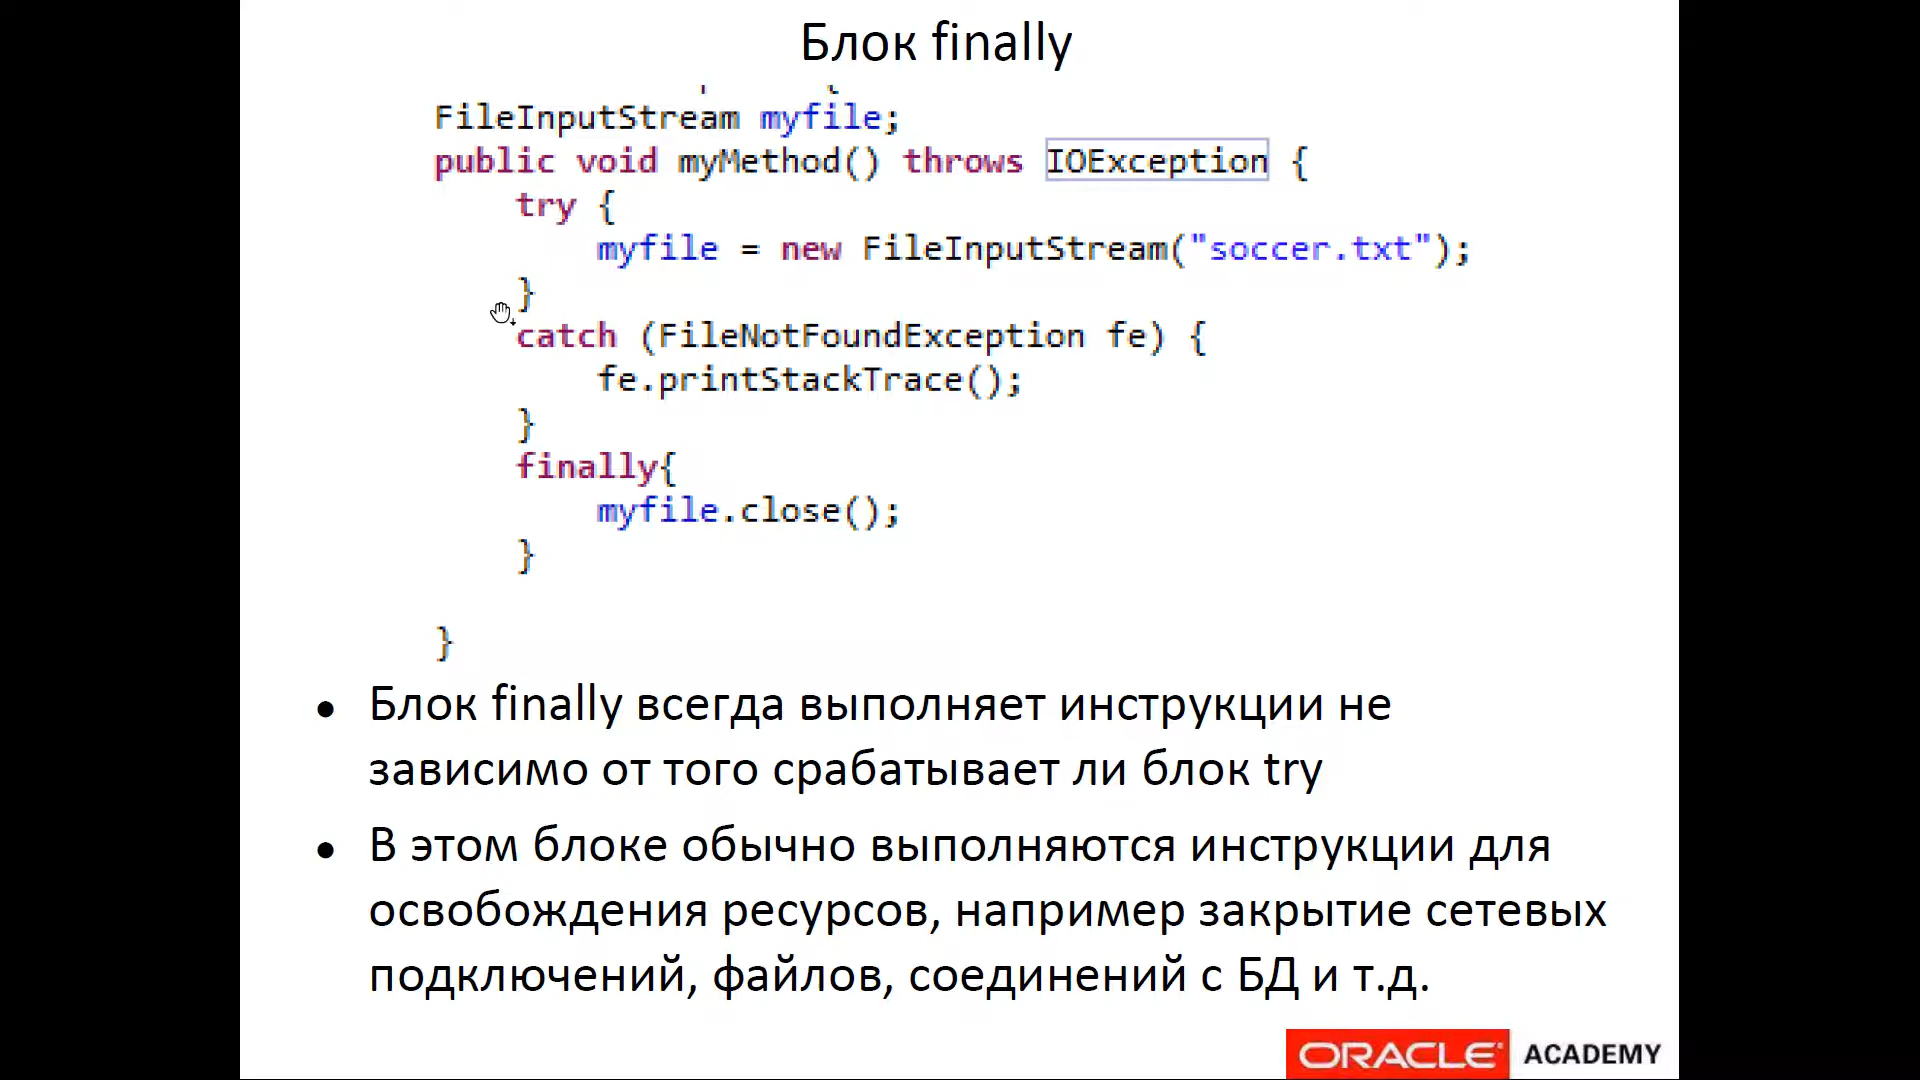 Блок finally
FileInputStream myfile;
public void myMethod() throws IOException {
try {
myfile = new FileInputStream("soccer.txt");
}
catch (FileNotFoundException fe) {
fe.printStackTrace();
}
finally{
myfile.close();
}
}
• Блок finally всегда выполняет инструкции не
зависимо от того срабатывает ли блок try
• В этом блоке обычно выполняются инструкции для
освобождения ресурсов, например закрытие сетевых
подключений, файлов, соединений с БД и т.д.
ORACLE ACADEMY